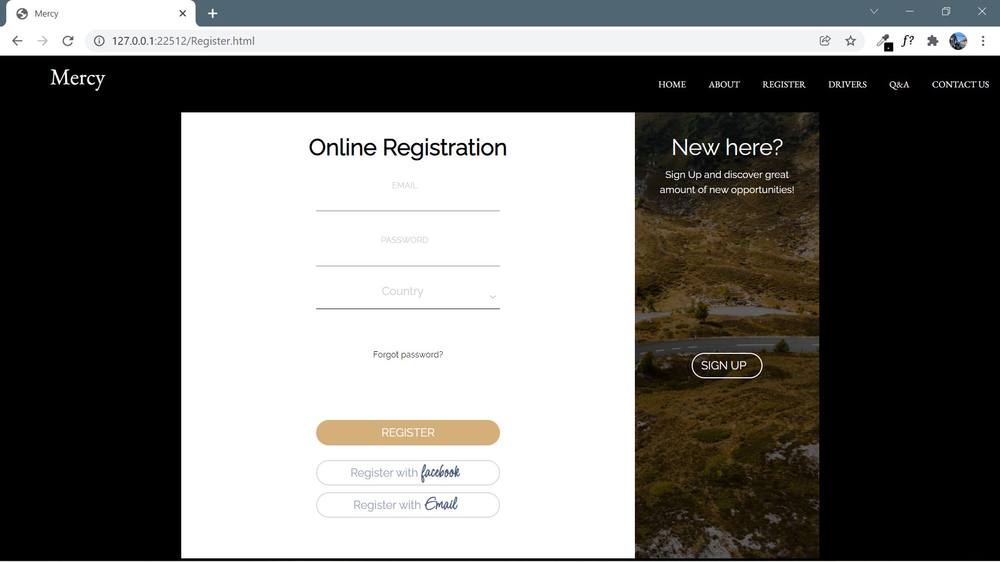 Mercy
127.0.0.1:22512/Register.html
f?
Mercy
HOME ABOUT REGISTER DRIVERS Q&A CONTACT US
Online Registration
EMAIL
PASSWORD
Country
Forgot password?
REGISTER
Register with facebook
Register with Email
New here?
Sign Up and discover great
amount of new opportunities!
SIGN UP